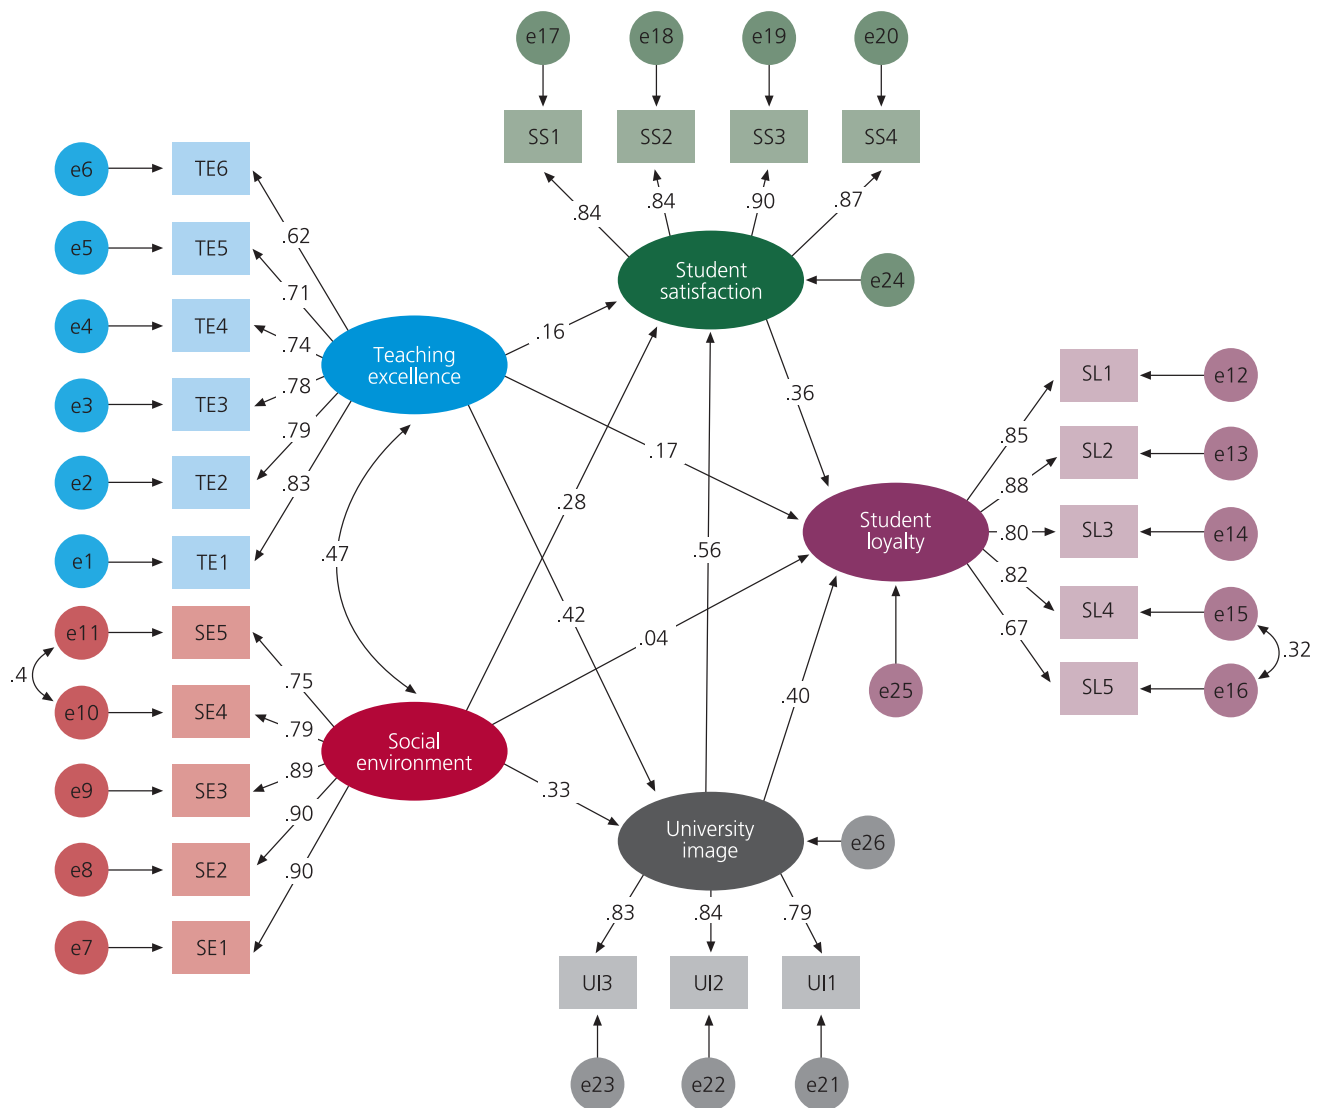 e17
e18
e19
e20
SS1
SS2
SS3
SS4
.84
.84
.90
.87
Student
satisfaction
e24
e6
TE6
e5
TE5
e4
TE4
e3
TE3
e2
TE2
e1
TE1
.62
.71
.74
.78
.79
.83
Teaching
excellence
.16
.17
.36
.28
.47
.42
.56
.04
.40
.33
e11
SE5
.4
e10
SE4
e9
SE3
e8
SE2
e7
SE1
.75
.79
.89
.90
.90
Social
environment
Student
loyalty
e25
.85
.88
.80
.82
.67
SL1
e12
SL2
e13
SL3
e14
SL4
e15
SL5
e16
.32
University
image
e26
.83
.84
.79
UI3
UI2
UI1
e23
e22
e21